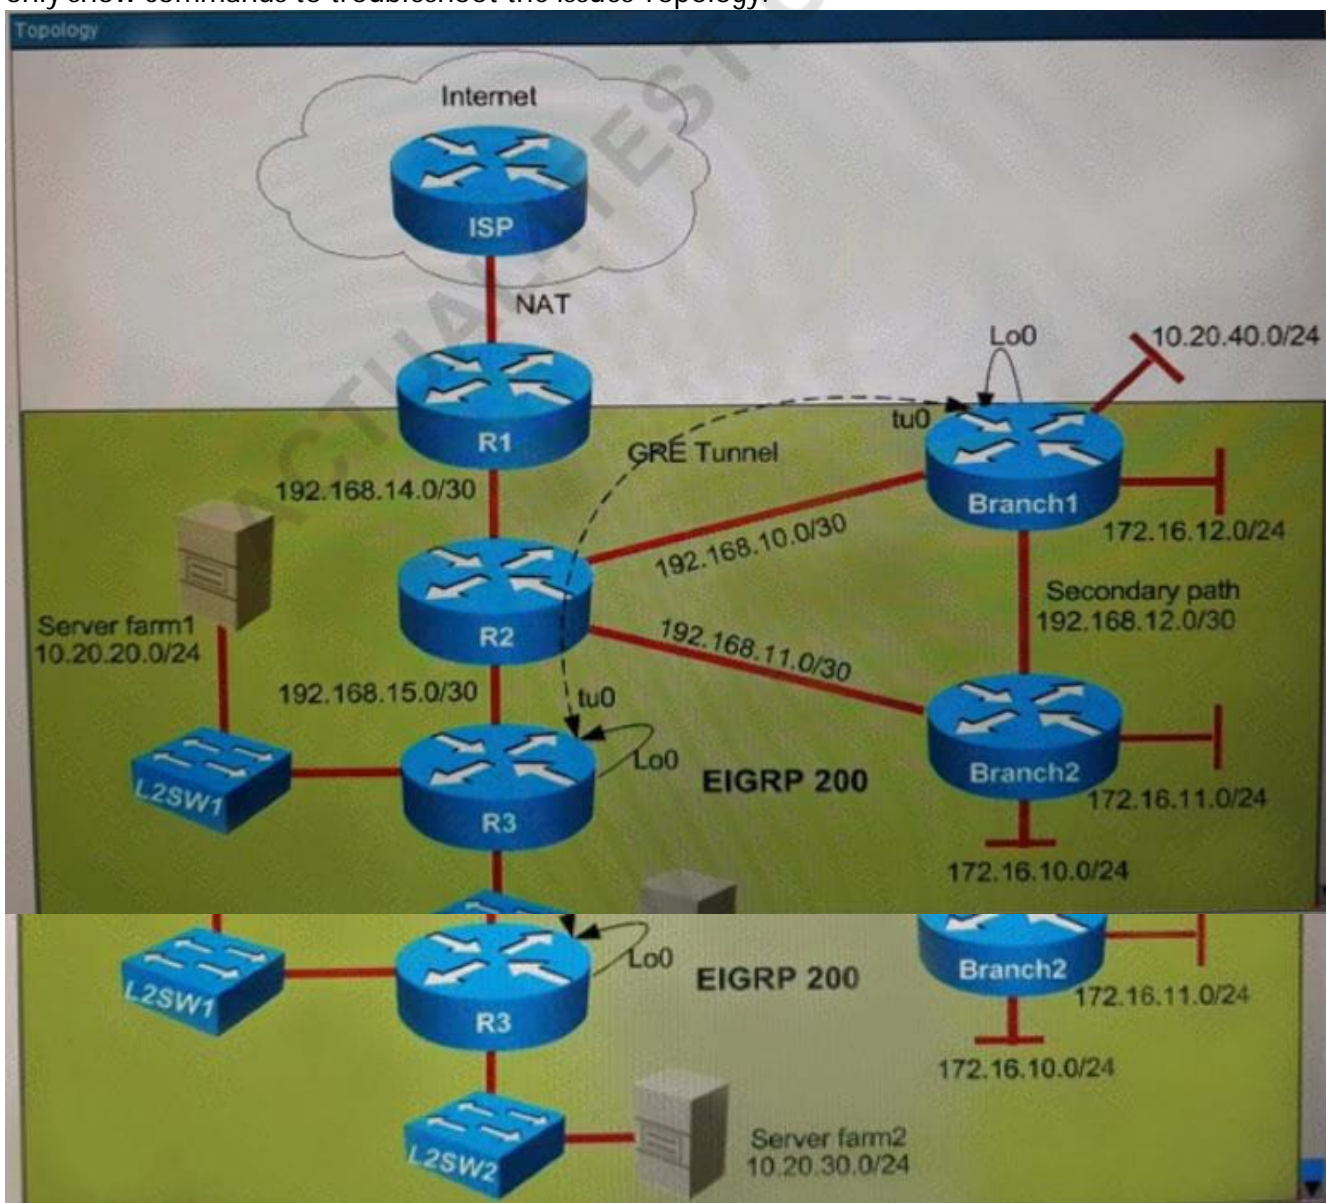 only show commands to troubleshoot the issues Topology.
Topology
Internet
ISP
NAT
Lo0
10.20.40.0/24
tu0
R1
GRE Tunnel
192.168.14.0/30
Branch1
192.168.10.0/30
172.16.12.0/24
Secondary path
192.168.12.0/30
Server farm1
10.20.20.0/24
R2
192.168.11.0/30
192.168.15.0/30
tu0
Lo0
EIGRP 200
Branch2
L2SW1
172.16.11.0/24
R3
172.16.10.0/24
Lo0
EIGRP 200
Branch2
L2SW1
172.16.11.0/24
R3
172.16.10.0/24
Server farm2
10.20.30.0/24
L2SW2